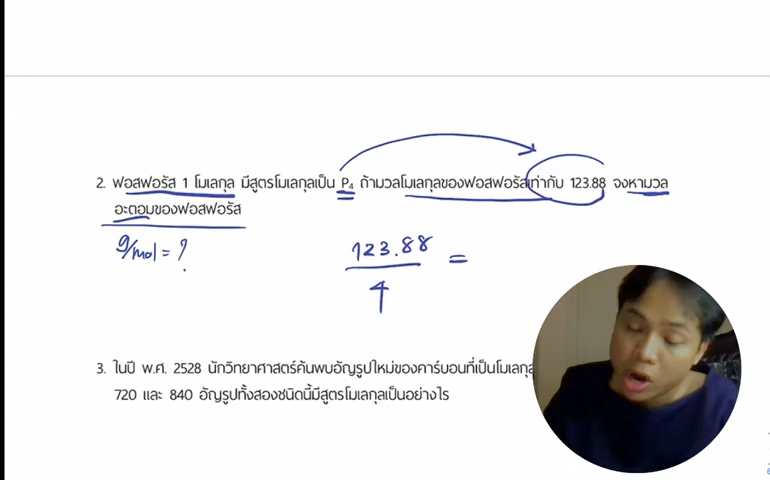 2. ฟอสฟอรัส 1 โมเลกุล มีสูตรโมเลกุลเป็น P₄ ถ้ามวลโมเลกุลของฟอสฟอรัสเท่ากับ 123.88 จงหามวล
อะตอมของฟอสฟอรัส
g/mol = ?
123.88 =
4
3. ในปี พ.ศ. 2528 นักวิทยาศาสตร์ค้นพบอัญรูปใหม่ของคาร์บอนที่เป็นโมเลกุล
720 และ 840 อัญรูปทั้งสองชนิดนี้มีสูตรโมเลกุลเป็นอย่างไร